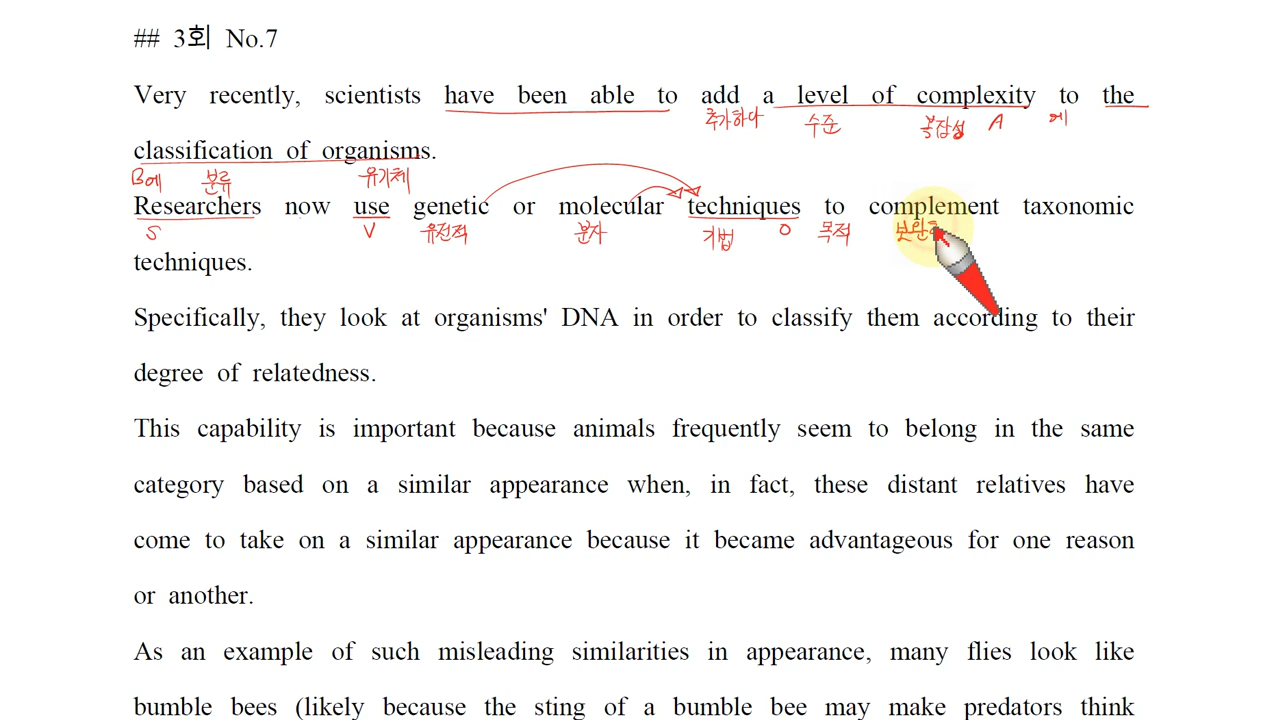 ## 3회 No.7
Very recently, scientists have been able to add a level of complexity to the
추가하다 수준 복잡성 A 에
classification of organisms.
B에 분류 유기체
Researchers now use genetic or molecular techniques to complement taxonomic
S V 유전적 분자 기법 O 목적 보완
techniques.
Specifically, they look at organisms' DNA in order to classify them according to their
degree of relatedness.
This capability is important because animals frequently seem to belong in the same
category based on a similar appearance when, in fact, these distant relatives have
come to take on a similar appearance because it became advantageous for one reason
or another.
As an example of such misleading similarities in appearance, many flies look like
bumble bees (likely because the sting of a bumble bee may make predators think